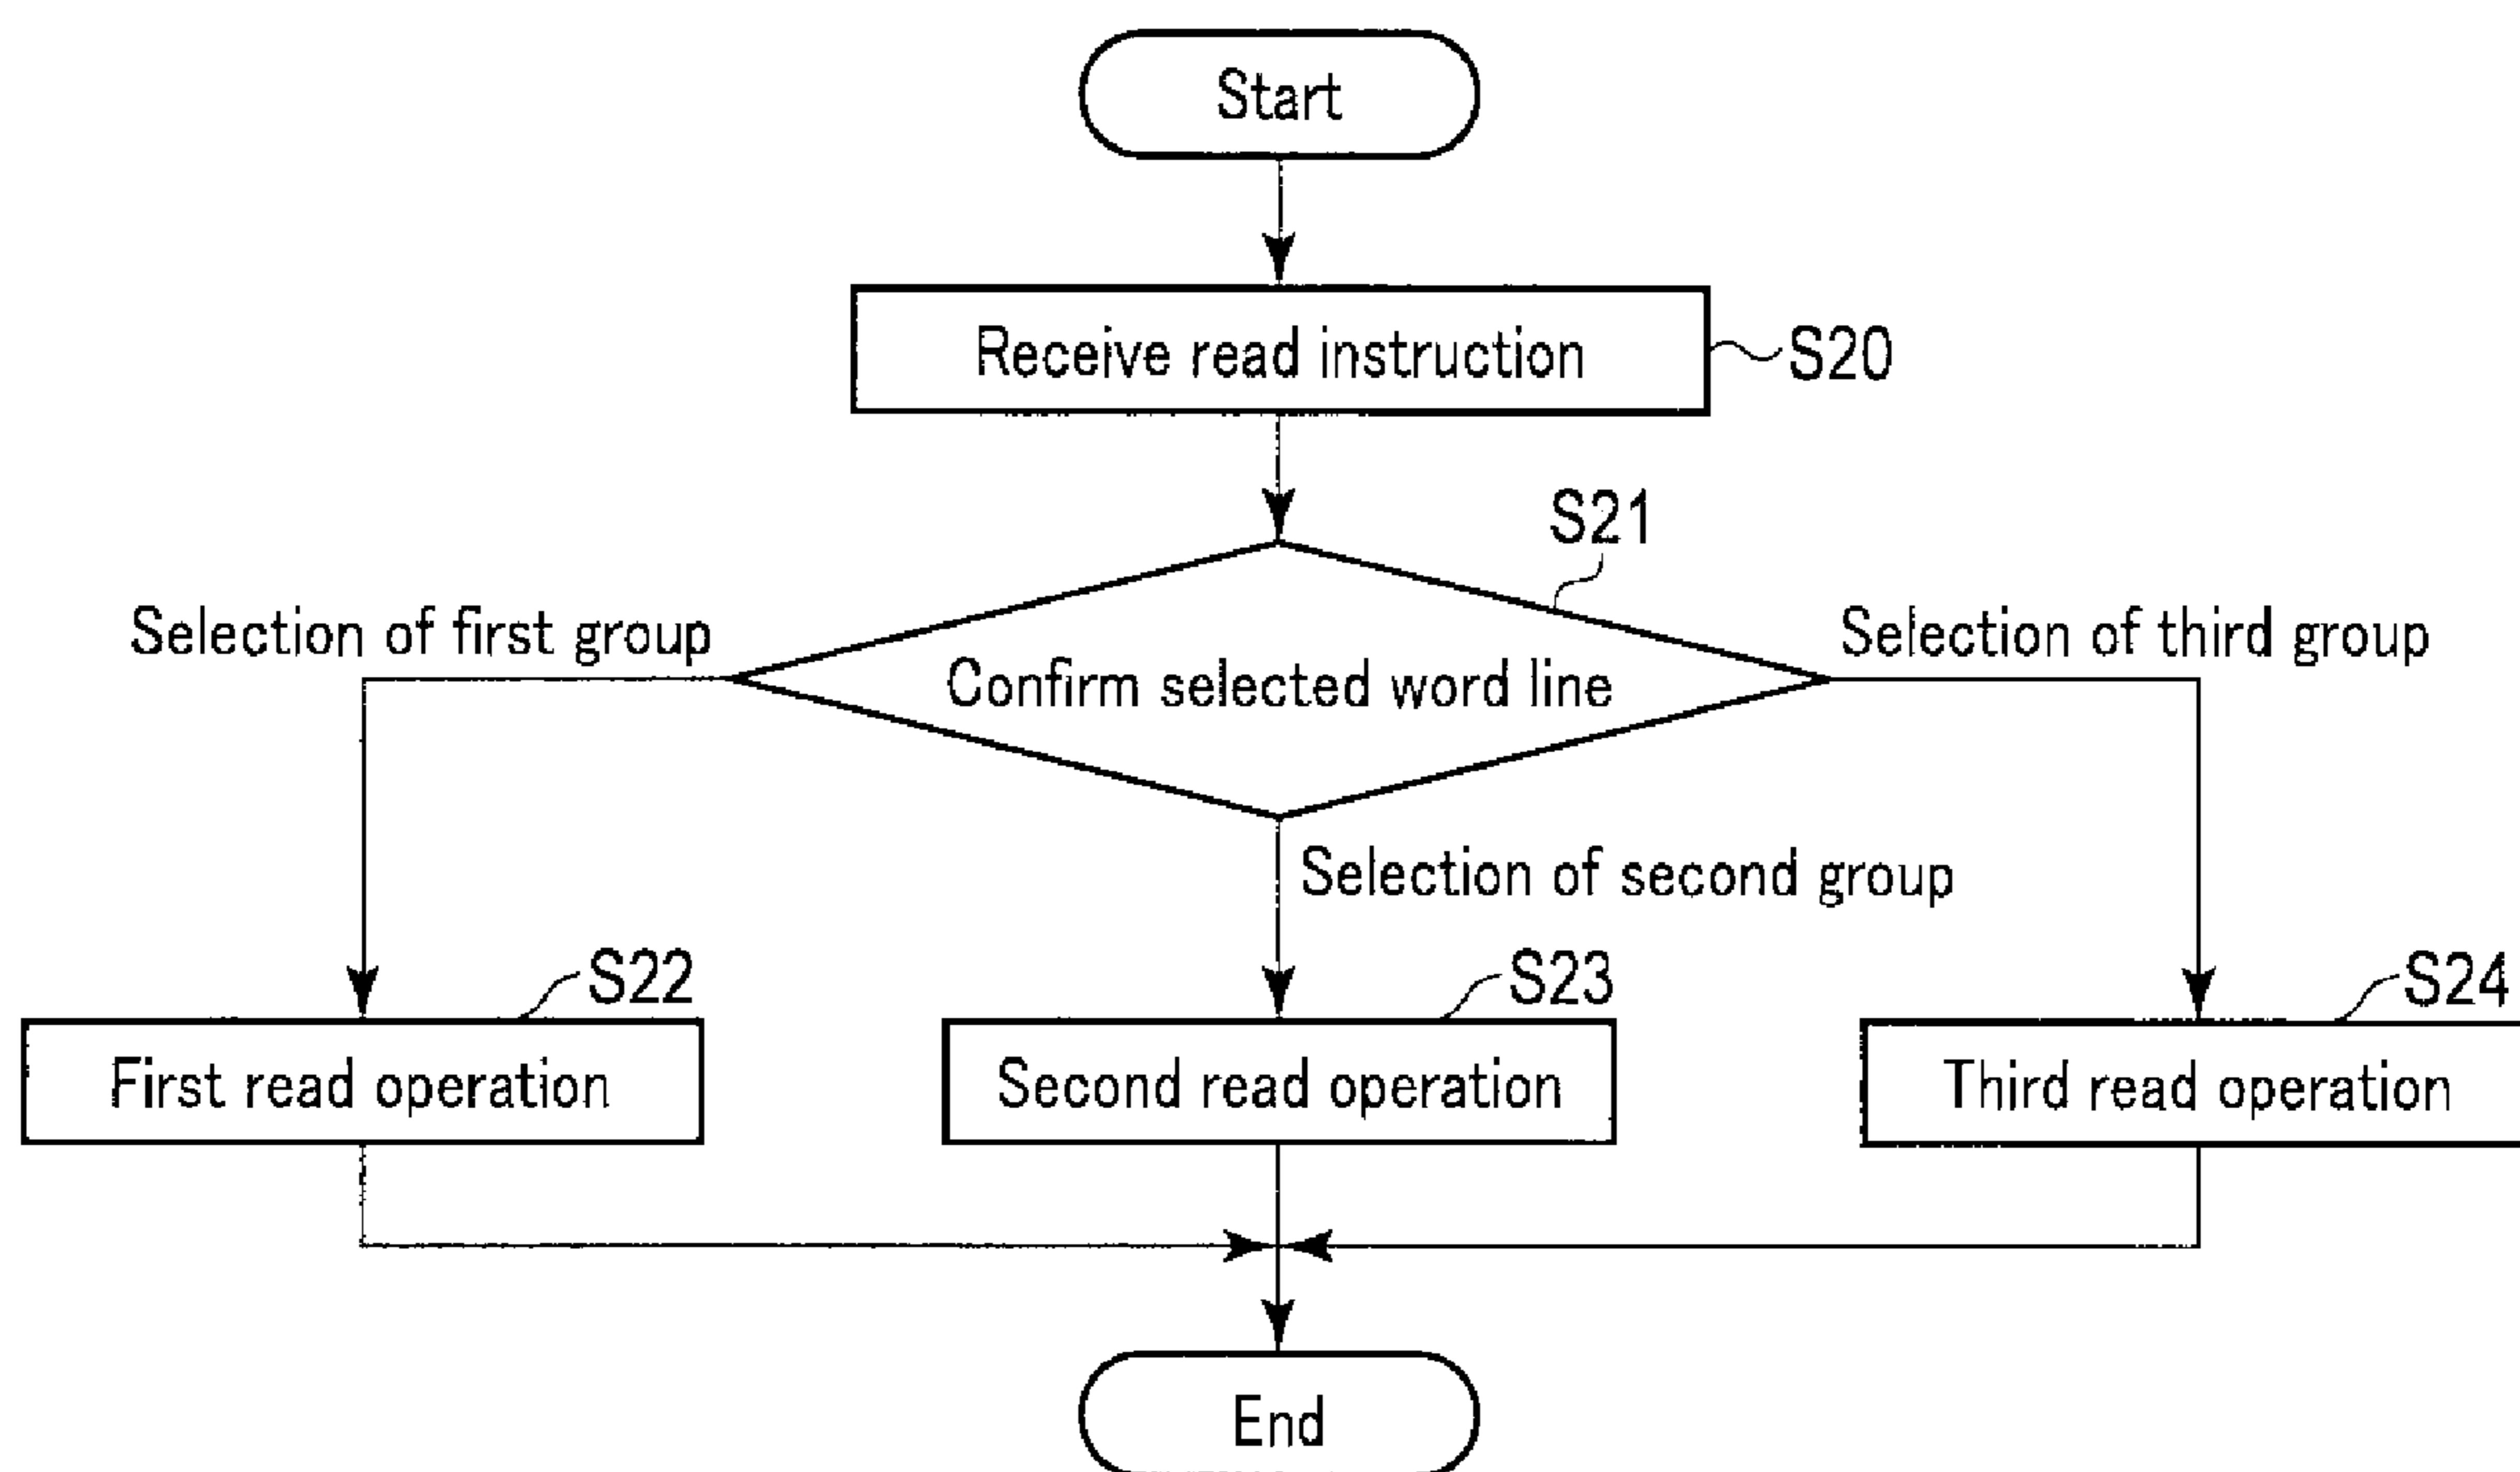 Start
Receive read instruction
S20
S21
Selection of first group
Selection of third group
Confirm selected word line
Selection of second group
S22
S23
S24
First read operation
Second read operation
Third read operation
End